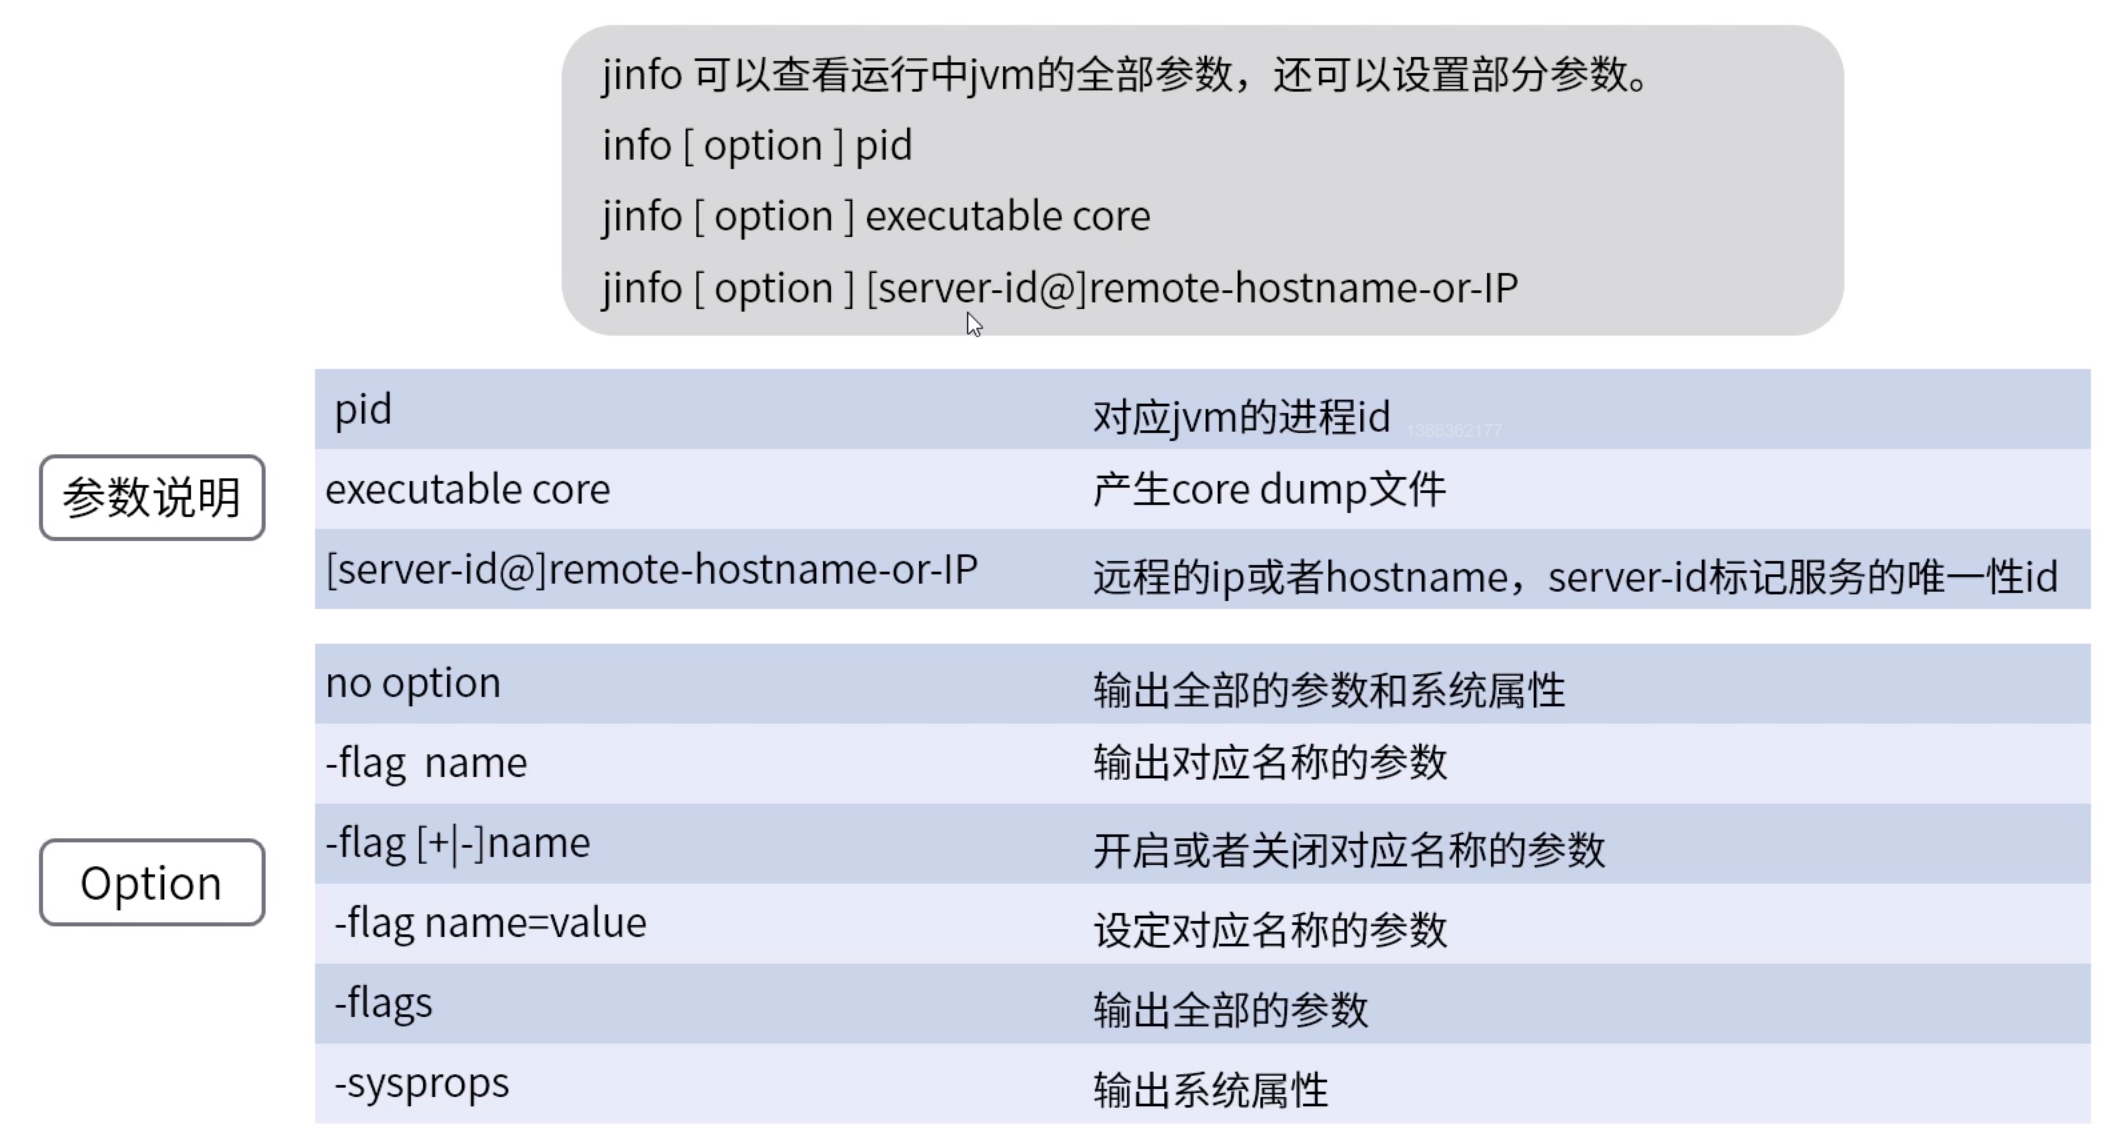 jinfo 可以查看运行中jvm的全部参数，还可以设置部分参数。
info [ option ] pid
jinfo [ option ] executable core
jinfo [ option ] [server-id@]remote-hostname-or-IP
参数说明
pid 对应jvm的进程id
1388362177
executable core 产生core dump文件
[server-id@]remote-hostname-or-IP 远程的ip或者hostname，server-id标记服务的唯一性id
Option
no option 输出全部的参数和系统属性
-flag name 输出对应名称的参数
-flag [+|-]name 开启或者关闭对应名称的参数
-flag name=value 设定对应名称的参数
-flags 输出全部的参数
-sysprops 输出系统属性